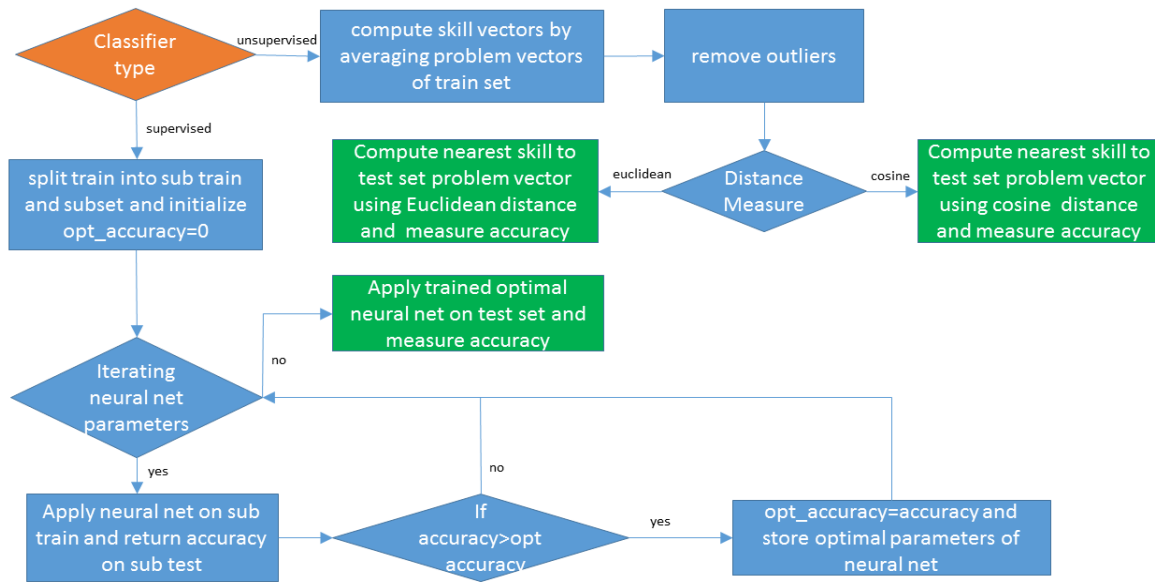 Classifier
type
unsupervised
compute skill vectors by
averaging problem vectors
of train set
remove outliers
supervised
split train into sub train
and subset and initialize
opt_accuracy=0
Compute nearest skill to
test set problem vector
using Euclidean distance
and measure accuracy
euclidean
Distance
Measure
cosine
Compute nearest skill to
test set problem vector
using cosine distance
and measure accuracy
Apply trained optimal
neural net on test set and
measure accuracy
no
Iterating
neural net
parameters
yes
no
Apply neural net on sub
train and return accuracy
on sub test
If
accuracy>opt
accuracy
yes
opt_accuracy=accuracy and
store optimal parameters of
neural net